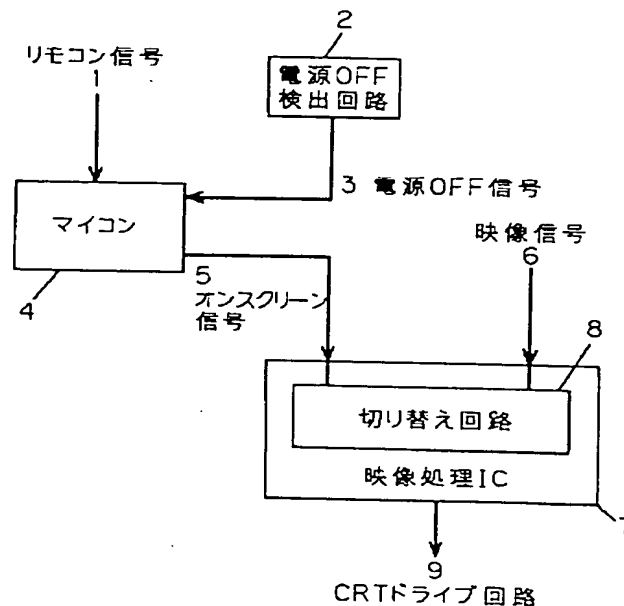 リモコン信号
1
2
電源OFF
検出回路
3 電源OFF信号
マイコン
4
5
オンスクリーン
信号
映像信号
6
8
切り替え回路
映像処理IC
7
9
CRTドライブ回路